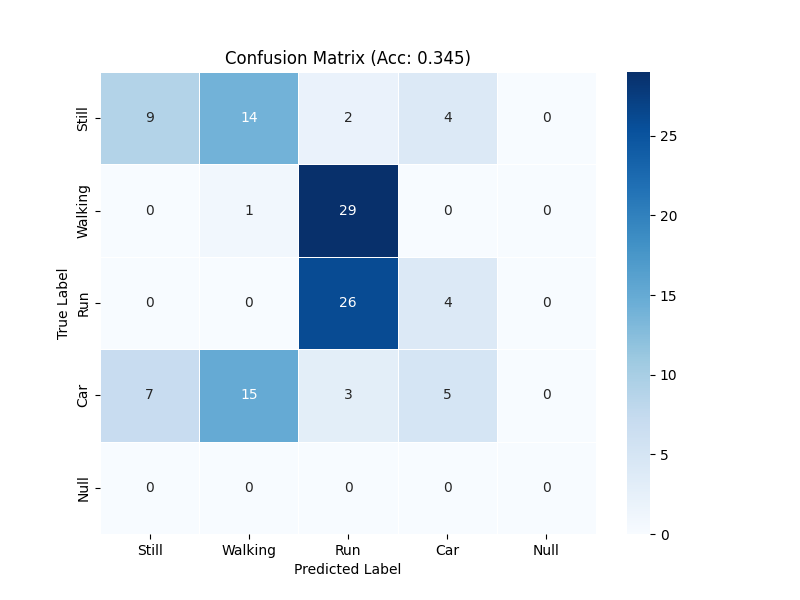 Confusion Matrix (Acc: 0.345)
True Label
Still 9 14 2 4 0
Walking 0 1 29 0 0
Run 0 0 26 4 0
Car 7 15 3 5 0
Null 0 0 0 0 0
Still Walking Run Car Null
Predicted Label
25
20
15
10
5
0